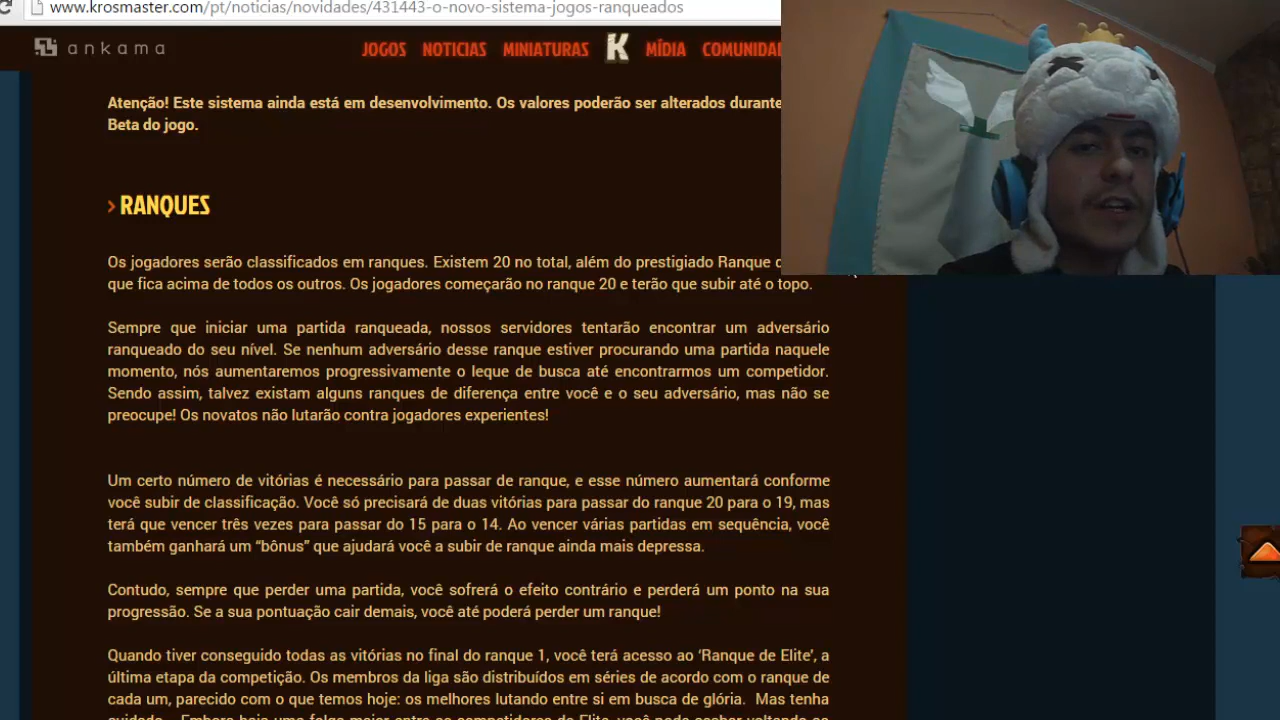 www.krosmaster.com/pt/noticias/novidades/431443-o-novo-sistema-jogos-ranqueados
ankama JOGOS NOTICIAS MINIATURAS K MÍDIA
Atenção! Este sistema ainda está em desenvolvimento. Os valores poderão ser alterados durante
Beta do jogo.
> RANQUES
Os jogadores serão classificados em ranques. Existem 20 no total, além do prestigiado Ranque
que fica acima de todos os outros. Os jogadores começarão no ranque 20 e terão que subir até o topo.
Sempre que iniciar uma partida ranqueada, nossos servidores tentarão encontrar um adversário
ranqueado do seu nível. Se nenhum adversário desse ranque estiver procurando uma partida naquele
momento, nós aumentaremos progressivamente o leque de busca até encontrarmos um competidor.
Sendo assim, talvez existam alguns ranques de diferença entre você e o seu adversário, mas não se
preocupe! Os novatos não lutarão contra jogadores experientes!
Um certo número de vitórias é necessário para passar de ranque, e esse número aumentará conforme
você subir de classificação. Você só precisará de duas vitórias para passar do ranque 20 para o 19, mas
terá que vencer três vezes para passar do 15 para o 14. Ao vencer várias partidas em sequência, você
também ganhará um “bônus” que ajudará você a subir de ranque ainda mais depressa.
Contudo, sempre que perder uma partida, você sofrerá o efeito contrário e perderá um ponto na sua
progressão. Se a sua pontuação cair demais, você até poderá perder um ranque!
Quando tiver conseguido todas as vitórias no final do ranque 1, você terá acesso ao ‘Ranque de Elite’, a
última etapa da competição. Os membros da liga são distribuídos em séries de acordo com o ranque de
cada um, parecido com o que temos hoje: os melhores lutando entre si em busca de glória. Mas tenha